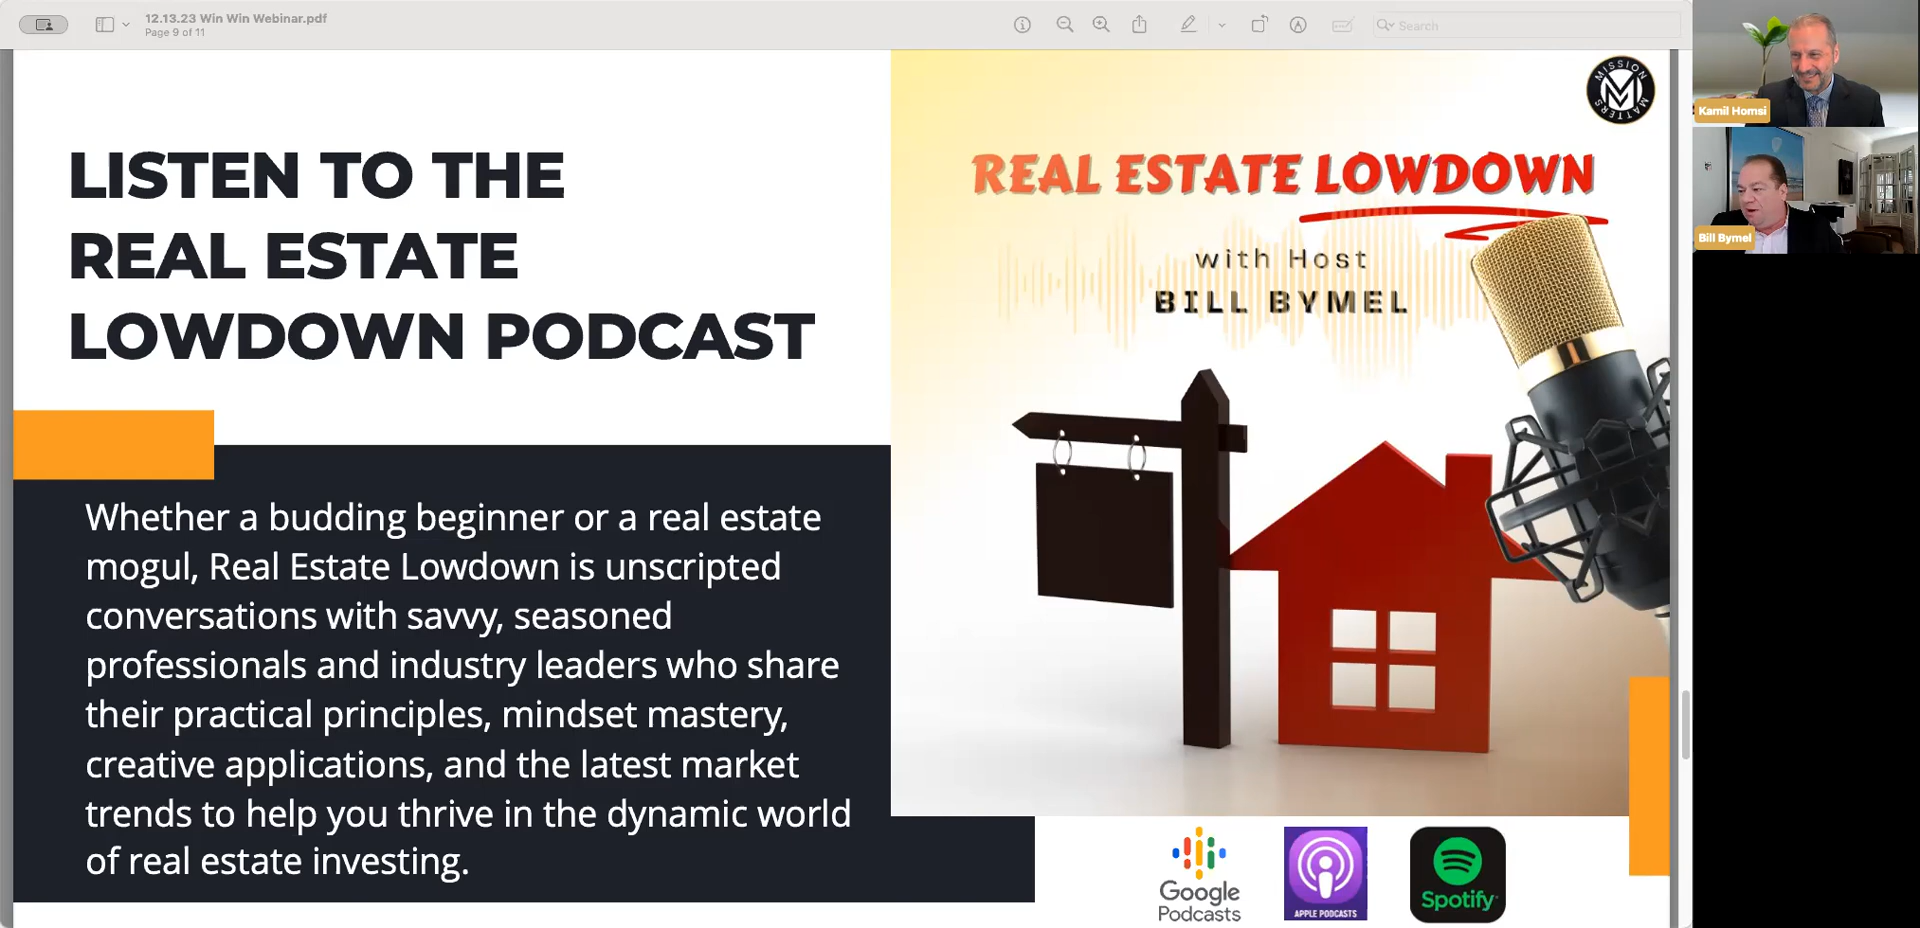 12.13.23 Win Win Webinar.pdf
Page 9 of 11
Search
LISTEN TO THE
REAL ESTATE
LOWDOWN PODCAST
Whether a budding beginner or a real estate
mogul, Real Estate Lowdown is unscripted
conversations with savvy, seasoned
professionals and industry leaders who share
their practical principles, mindset mastery,
creative applications, and the latest market
trends to help you thrive in the dynamic world
of real estate investing.
MISSION
MATTERS
REAL ESTATE LOWDOWN
with Host
BILL BYMEL
Google
Podcasts
APPLE PODCASTS
Spotify
Kamil Homsi
Bill Bymel